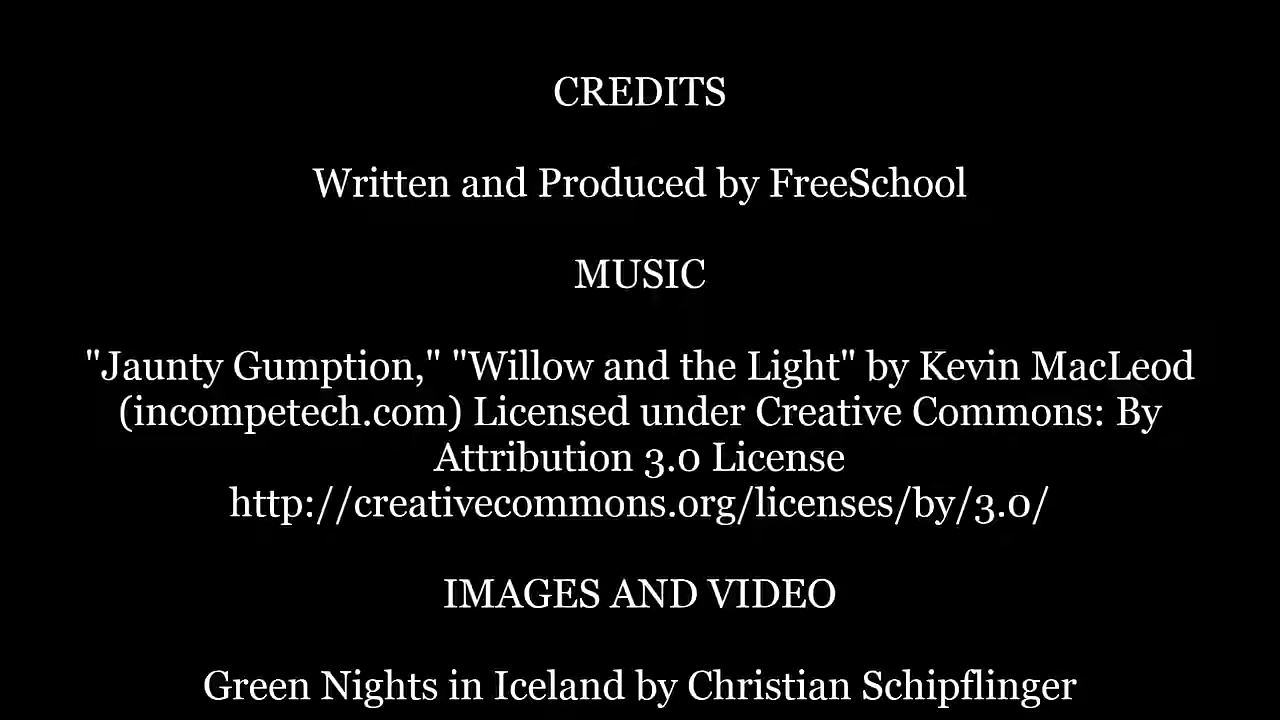 CREDITS
Written and Produced by FreeSchool
MUSIC
"Jaunty Gumption," "Willow and the Light" by Kevin MacLeod
(incompetech.com) Licensed under Creative Commons: By
Attribution 3.0 License
http://creativecommons.org/licenses/by/3.0/
IMAGES AND VIDEO
Green Nights in Iceland by Christian Schipflinger